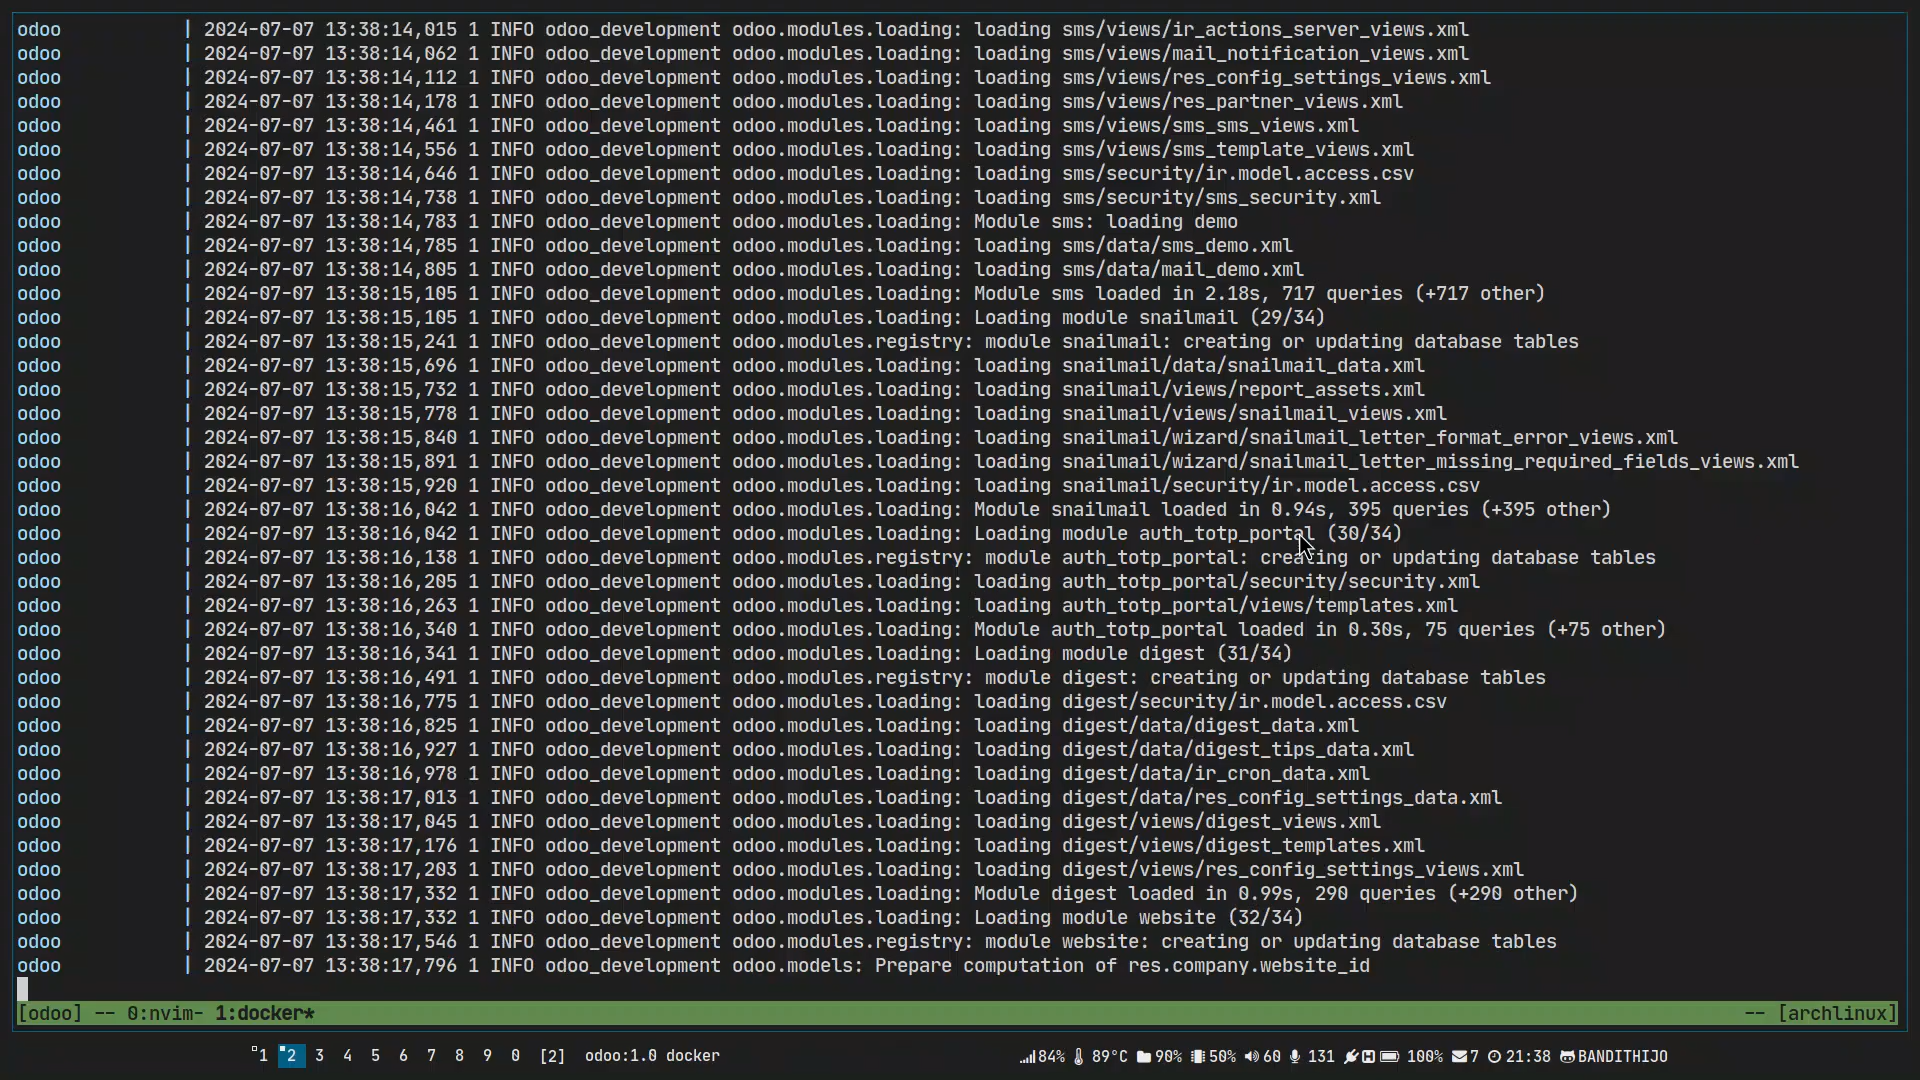 odoo | 2024-07-07 13:38:14,015 1 INFO odoo_development odoo.modules.loading: loading sms/views/ir_actions_server_views.xml
odoo | 2024-07-07 13:38:14,062 1 INFO odoo_development odoo.modules.loading: loading sms/views/mail_notification_views.xml
odoo | 2024-07-07 13:38:14,112 1 INFO odoo_development odoo.modules.loading: loading sms/views/res_config_settings_views.xml
odoo | 2024-07-07 13:38:14,178 1 INFO odoo_development odoo.modules.loading: loading sms/views/res_partner_views.xml
odoo | 2024-07-07 13:38:14,461 1 INFO odoo_development odoo.modules.loading: loading sms/views/sms_sms_views.xml
odoo | 2024-07-07 13:38:14,556 1 INFO odoo_development odoo.modules.loading: loading sms/views/sms_template_views.xml
odoo | 2024-07-07 13:38:14,646 1 INFO odoo_development odoo.modules.loading: loading sms/security/ir.model.access.csv
odoo | 2024-07-07 13:38:14,738 1 INFO odoo_development odoo.modules.loading: loading sms/security/sms_security.xml
odoo | 2024-07-07 13:38:14,783 1 INFO odoo_development odoo.modules.loading: Module sms: loading demo
odoo | 2024-07-07 13:38:14,785 1 INFO odoo_development odoo.modules.loading: loading sms/data/sms_demo.xml
odoo | 2024-07-07 13:38:14,805 1 INFO odoo_development odoo.modules.loading: loading sms/data/mail_demo.xml
odoo | 2024-07-07 13:38:15,105 1 INFO odoo_development odoo.modules.loading: Module sms loaded in 2.18s, 717 queries (+717 other)
odoo | 2024-07-07 13:38:15,105 1 INFO odoo_development odoo.modules.loading: Loading module snailmail (29/34)
odoo | 2024-07-07 13:38:15,241 1 INFO odoo_development odoo.modules.registry: module snailmail: creating or updating database tables
odoo | 2024-07-07 13:38:15,696 1 INFO odoo_development odoo.modules.loading: loading snailmail/data/snailmail_data.xml
odoo | 2024-07-07 13:38:15,732 1 INFO odoo_development odoo.modules.loading: loading snailmail/views/report_assets.xml
odoo | 2024-07-07 13:38:15,778 1 INFO odoo_development odoo.modules.loading: loading snailmail/views/snailmail_views.xml
odoo | 2024-07-07 13:38:15,840 1 INFO odoo_development odoo.modules.loading: loading snailmail/wizard/snailmail_letter_format_error_views.xml
odoo | 2024-07-07 13:38:15,891 1 INFO odoo_development odoo.modules.loading: loading snailmail/wizard/snailmail_letter_missing_required_fields_views.xml
odoo | 2024-07-07 13:38:15,920 1 INFO odoo_development odoo.modules.loading: loading snailmail/security/ir.model.access.csv
odoo | 2024-07-07 13:38:16,042 1 INFO odoo_development odoo.modules.loading: Module snailmail loaded in 0.94s, 395 queries (+395 other)
odoo | 2024-07-07 13:38:16,042 1 INFO odoo_development odoo.modules.loading: Loading module auth_totp_portal (30/34)
odoo | 2024-07-07 13:38:16,138 1 INFO odoo_development odoo.modules.registry: module auth_totp_portal: creating or updating database tables
odoo | 2024-07-07 13:38:16,205 1 INFO odoo_development odoo.modules.loading: loading auth_totp_portal/security/security.xml
odoo | 2024-07-07 13:38:16,263 1 INFO odoo_development odoo.modules.loading: loading auth_totp_portal/views/templates.xml
odoo | 2024-07-07 13:38:16,340 1 INFO odoo_development odoo.modules.loading: Module auth_totp_portal loaded in 0.30s, 75 queries (+75 other)
odoo | 2024-07-07 13:38:16,341 1 INFO odoo_development odoo.modules.loading: Loading module digest (31/34)
odoo | 2024-07-07 13:38:16,491 1 INFO odoo_development odoo.modules.registry: module digest: creating or updating database tables
odoo | 2024-07-07 13:38:16,775 1 INFO odoo_development odoo.modules.loading: loading digest/security/ir.model.access.csv
odoo | 2024-07-07 13:38:16,825 1 INFO odoo_development odoo.modules.loading: loading digest/data/digest_data.xml
odoo | 2024-07-07 13:38:16,927 1 INFO odoo_development odoo.modules.loading: loading digest/data/digest_tips_data.xml
odoo | 2024-07-07 13:38:16,978 1 INFO odoo_development odoo.modules.loading: loading digest/data/ir_cron_data.xml
odoo | 2024-07-07 13:38:17,013 1 INFO odoo_development odoo.modules.loading: loading digest/data/res_config_settings_data.xml
odoo | 2024-07-07 13:38:17,045 1 INFO odoo_development odoo.modules.loading: loading digest/views/digest_views.xml
odoo | 2024-07-07 13:38:17,176 1 INFO odoo_development odoo.modules.loading: loading digest/views/digest_templates.xml
odoo | 2024-07-07 13:38:17,203 1 INFO odoo_development odoo.modules.loading: loading digest/views/res_config_settings_views.xml
odoo | 2024-07-07 13:38:17,332 1 INFO odoo_development odoo.modules.loading: Module digest loaded in 0.99s, 290 queries (+290 other)
odoo | 2024-07-07 13:38:17,332 1 INFO odoo_development odoo.modules.loading: Loading module website (32/34)
odoo | 2024-07-07 13:38:17,546 1 INFO odoo_development odoo.modules.registry: module website: creating or updating database tables
odoo | 2024-07-07 13:38:17,796 1 INFO odoo_development odoo.models: Prepare computation of res.company.website_id
[odoo] -- 0:nvim- 1:docker* -- [archlinux]
1 2 3 4 5 6 7 8 9 0 [2] odoo:1.0 docker 84% 89°C 90% 50% 60 131 H 100% 7 21:38 BANDITHIJO